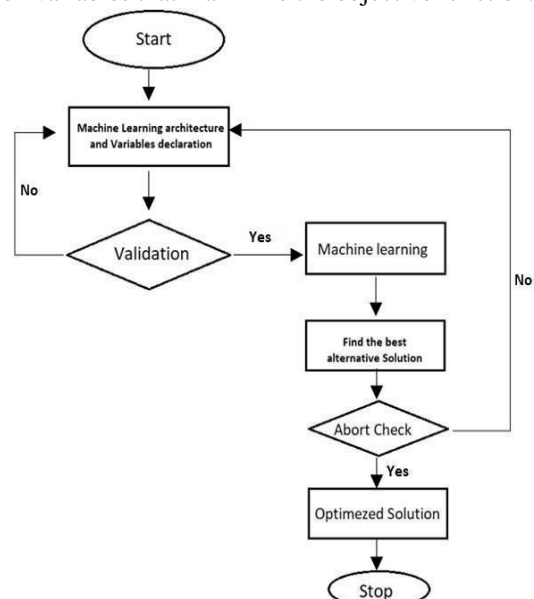 Start
Machine Learning architecture
and Variables declaration
No
Validation
Yes
Machine learning
No
Find the best
alternative Solution
Abort Check
Yes
Optimezed Solution
Stop